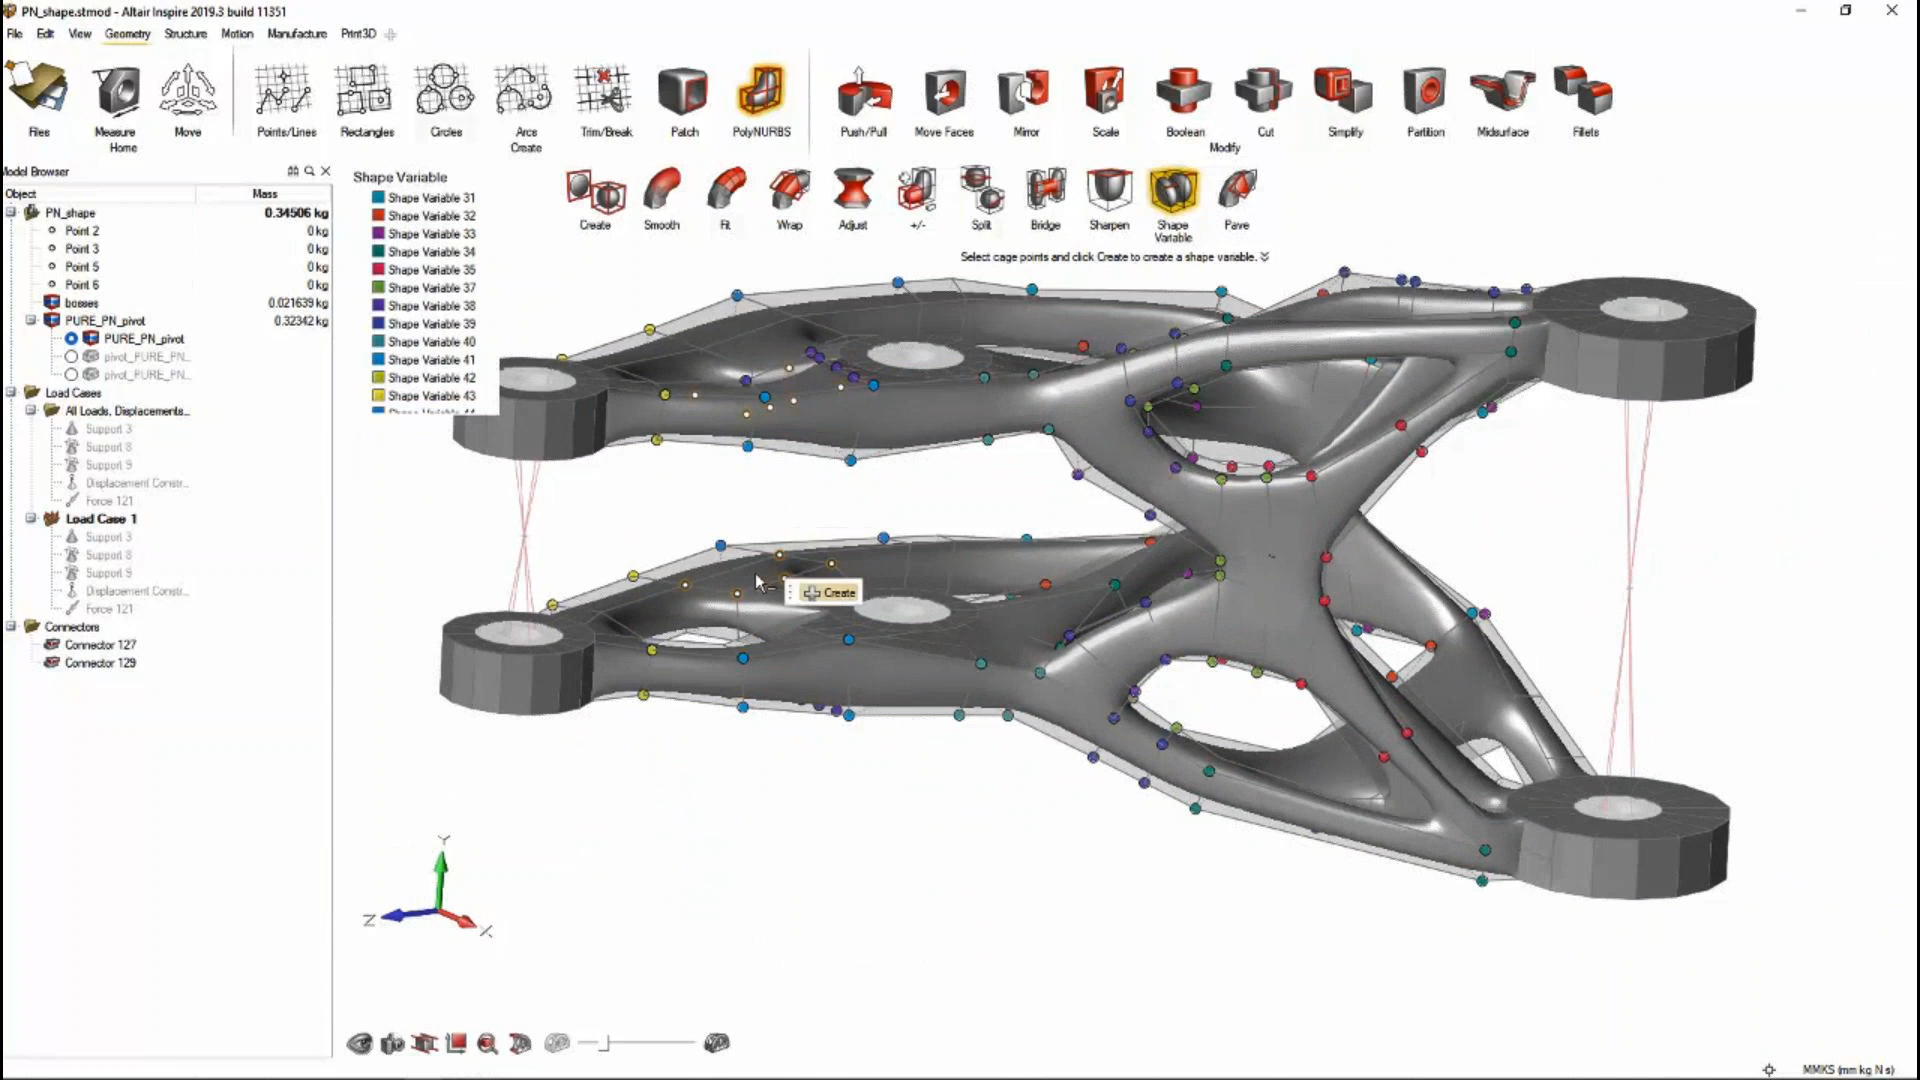 PN_shape.stmod - Altair Inspire 2019.3 build 11351
File Edit View Geometry Structure Motion Manufacture Print3D
Files Measure Move Points/Lines Rectangles Circles Arcs Trim/Break Patch PolyNURBS Push/Pull Move Faces Mirror Scale Boolean Cut Simplify Partition Midsurface Fillets
Home Create Modify
Create Smooth Fit Wrap Adjust +/- Split Bridge Sharpen Shape Variable Pave
Select cage points and click Create to create a shape variable.
Model Browser
Object Mass
PN_shape 0.34506 kg
Point 2 0 kg
Point 3 0 kg
Point 5 0 kg
Point 6 0 kg
bosses 0.021639 kg
PURE_PN_pivot 0.32342 kg
PURE_PN_pivot
pivot_PURE_PN...
pivot_PURE_PN...
Load Cases
All Loads, Displacements...
Support 3
Support 8
Support 9
Displacement Constr...
Force 121
Load Case 1
Support 3
Support 8
Support 9
Displacement Constr...
Force 121
Connectors
Connector 127
Connector 129
Shape Variable
Shape Variable 31
Shape Variable 32
Shape Variable 33
Shape Variable 34
Shape Variable 35
Shape Variable 37
Shape Variable 38
Shape Variable 39
Shape Variable 40
Shape Variable 41
Shape Variable 42
Shape Variable 43
Create
Y
Z
X
MMKS (mm kg N s)